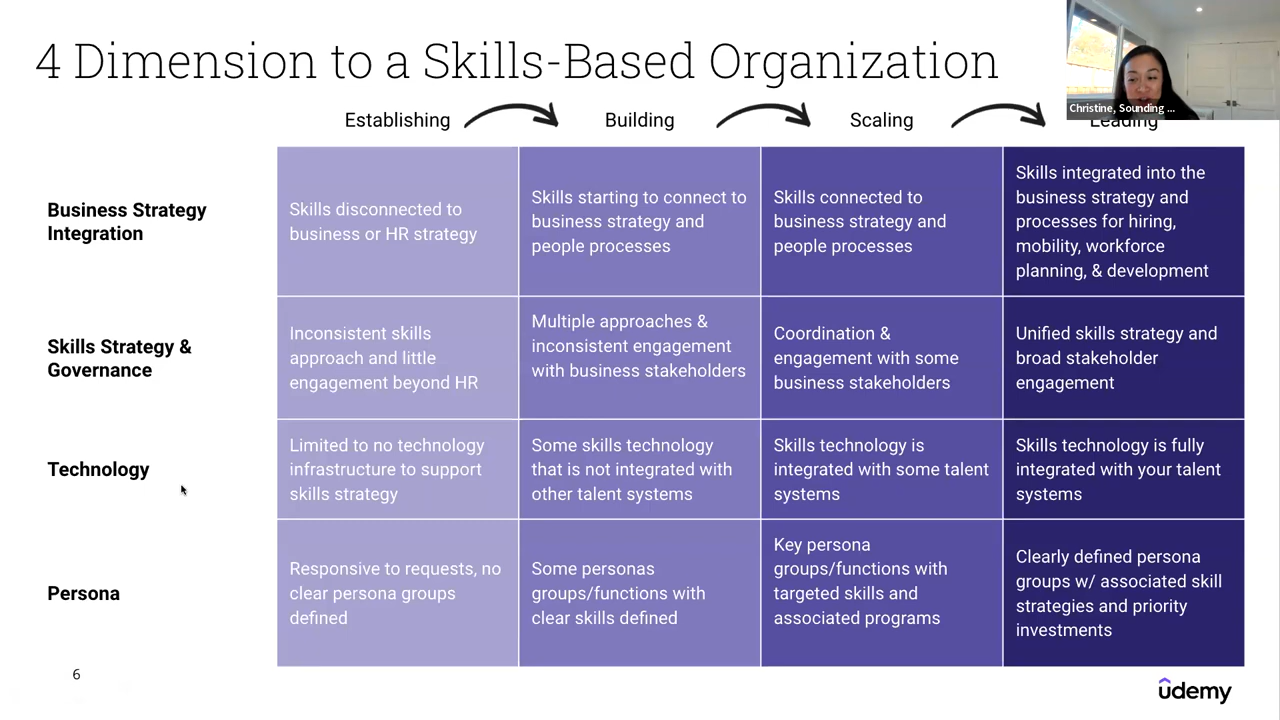 4 Dimension to a Skills-Based Organization
Christine, Sounding ...
Establishing
Building
Scaling
Leading
Business Strategy
Integration
Skills disconnected to
business or HR strategy
Skills starting to connect to
business strategy and
people processes
Skills connected to
business strategy and
people processes
Skills integrated into the
business strategy and
processes for hiring,
mobility, workforce
planning, & development
Skills Strategy &
Governance
Inconsistent skills
approach and little
engagement beyond HR
Multiple approaches &
inconsistent engagement
with business stakeholders
Coordination &
engagement with some
business stakeholders
Unified skills strategy and
broad stakeholder
engagement
Technology
Limited to no technology
infrastructure to support
skills strategy
Some skills technology
that is not integrated with
other talent systems
Skills technology is
integrated with some talent
systems
Skills technology is fully
integrated with your talent
systems
Persona
Responsive to requests, no
clear persona groups
defined
Some personas
groups/functions with
clear skills defined
Key persona
groups/functions with
targeted skills and
associated programs
Clearly defined persona
groups w/ associated skill
strategies and priority
investments
6
udemy